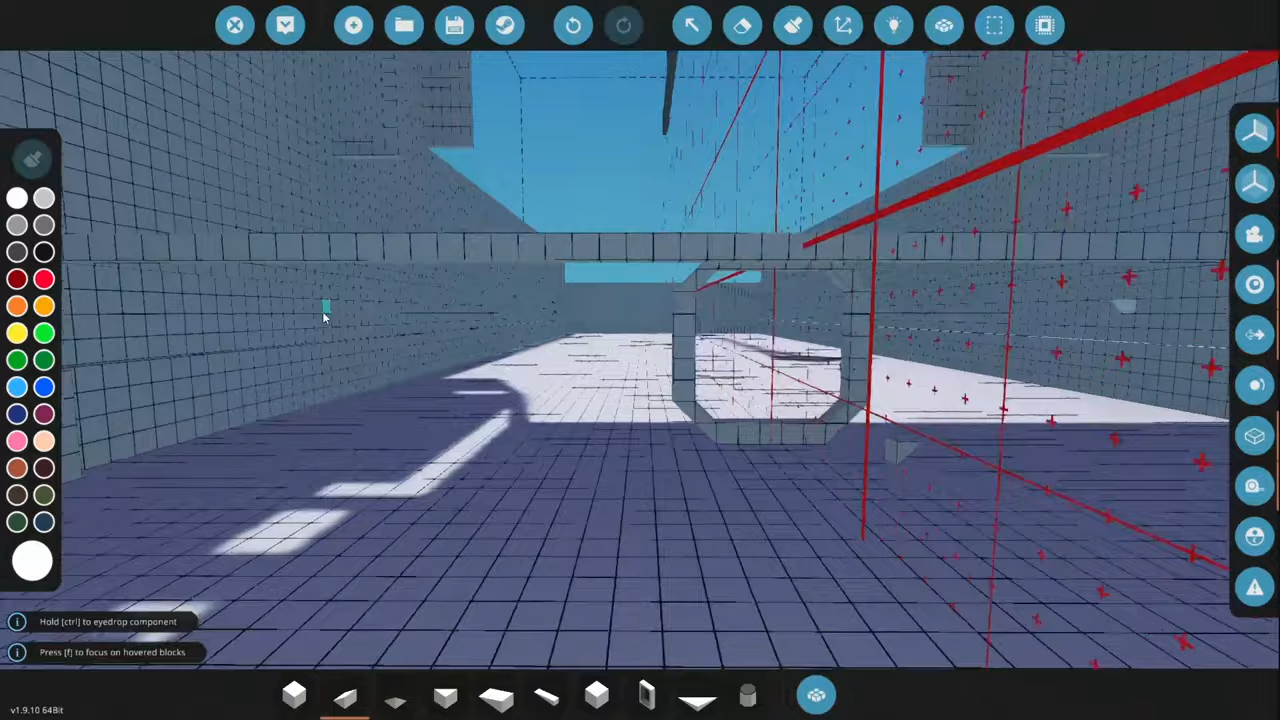 Hold [ctrl] to eyedrop component
Press [f] to focus on hovered blocks
v1.9.10 64Bit